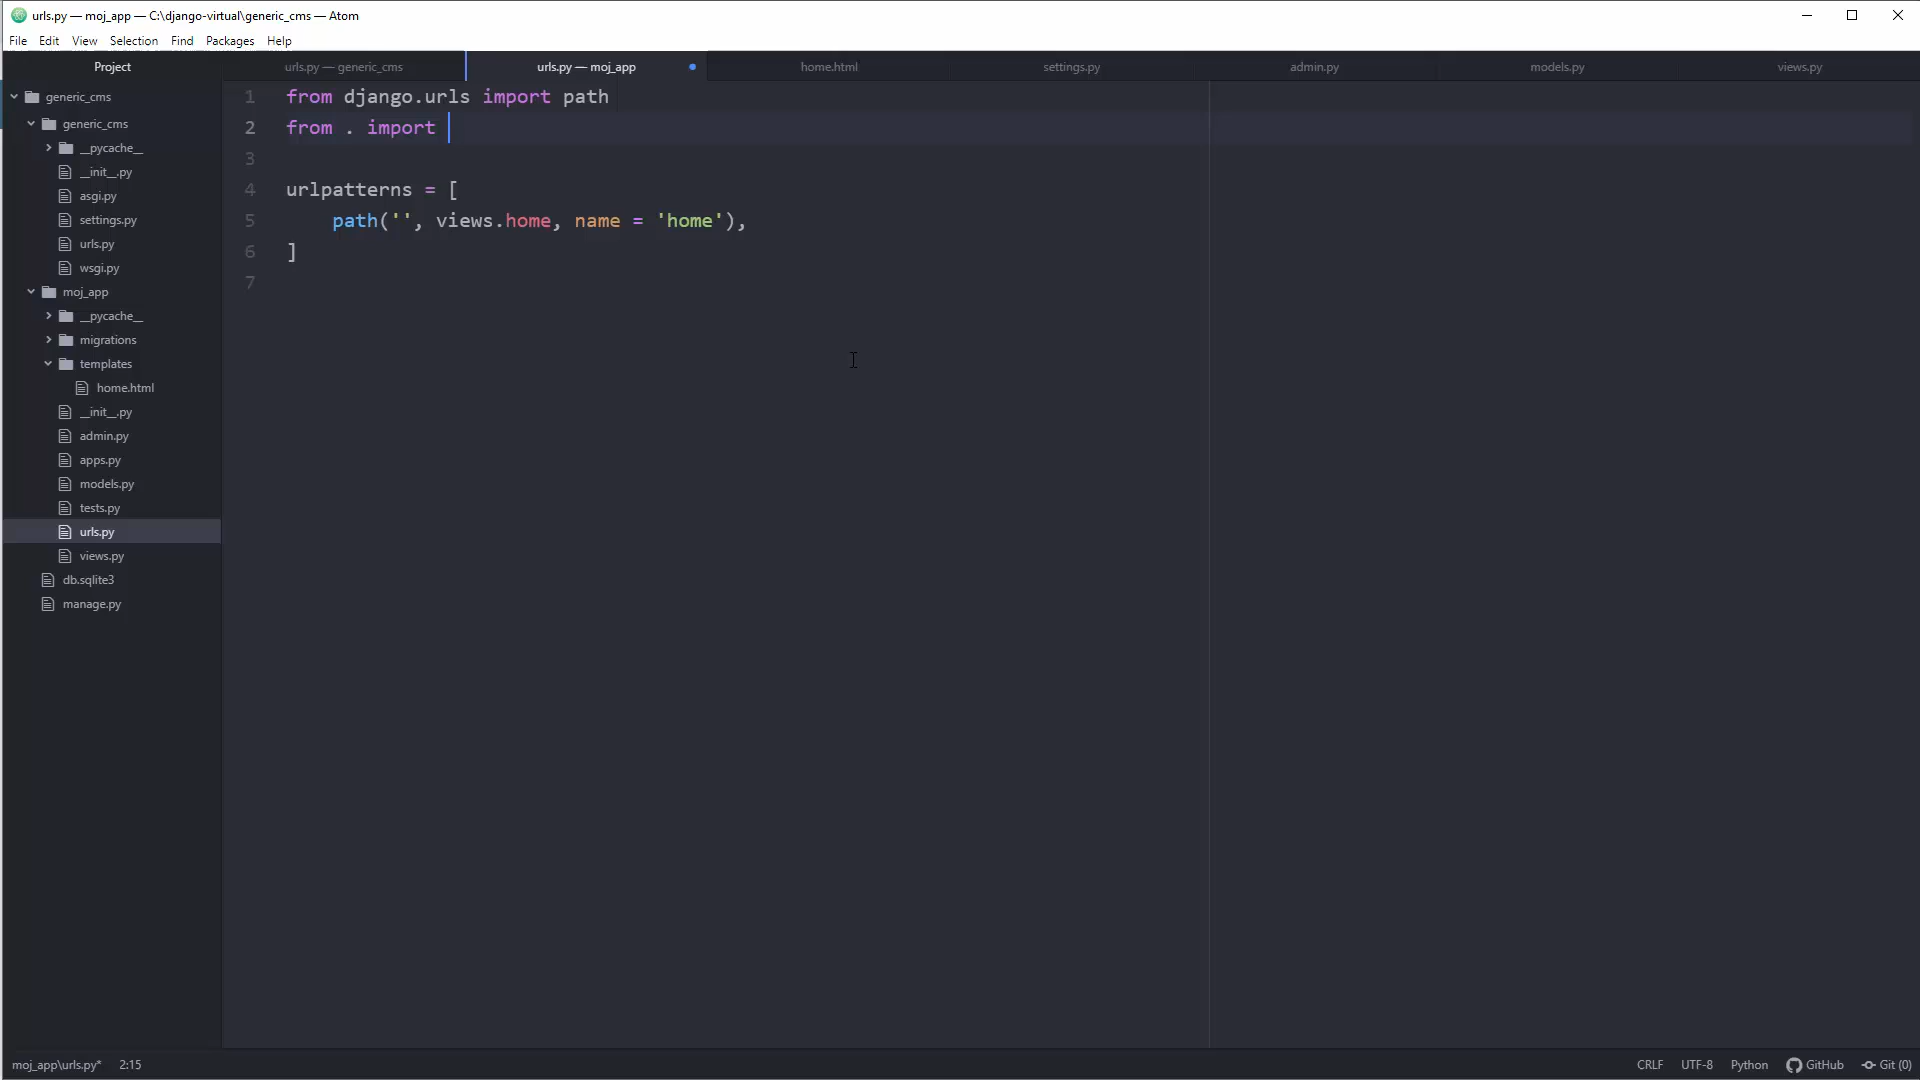 urls.py — moj_app — C:\django-virtual\generic_cms — Atom
File Edit View Selection Find Packages Help
Project
urls.py — generic_cms
urls.py — moj_app
home.html
settings.py
admin.py
models.py
views.py
generic_cms
generic_cms
__pycache__
__init__.py
asgi.py
settings.py
urls.py
wsgi.py
moj_app
__pycache__
migrations
templates
home.html
__init__.py
admin.py
apps.py
models.py
tests.py
urls.py
views.py
db.sqlite3
manage.py
1 from django.urls import path
2 from . import
3
4 urlpatterns = [
5 path('', views.home, name = 'home'),
6 ]
7
moj_app\urls.py* 2:15
CRLF UTF-8 Python GitHub Git (0)